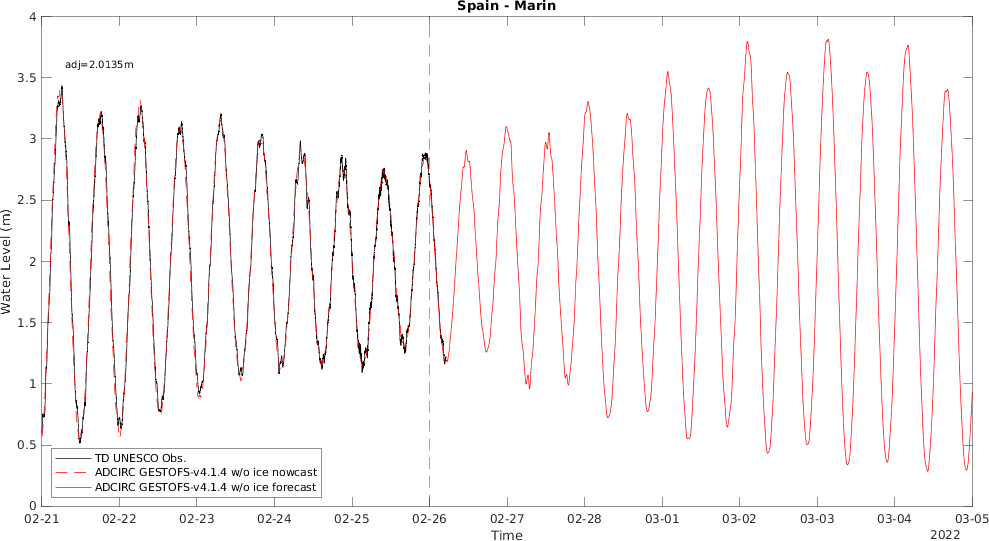 Spain - Marin
adj=2.0135m
Water Level (m)
4
3.5
3
2.5
2
1.5
1
0.5
0
TD UNESCO Obs.
ADCIRC GESTOFS-v4.1.4 w/o ice nowcast
ADCIRC GESTOFS-v4.1.4 w/o ice forecast
02-21 02-22 02-23 02-24 02-25 02-26 02-27 02-28 03-01 03-02 03-03 03-04 03-05
Time
2022